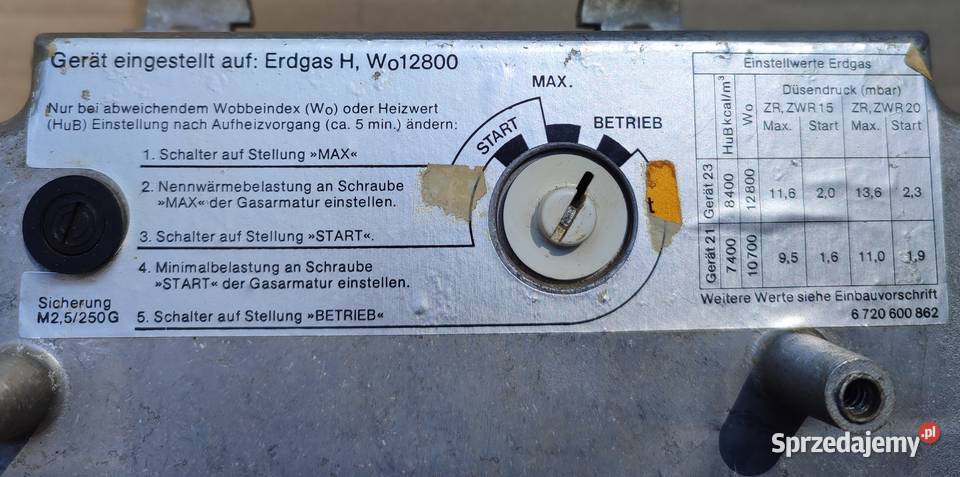 Gerät eingestellt auf: Erdgas H, Wo12800
Nur bei abweichendem Wobbeindex (Wo) oder Heizwert
(HuB) Einstellung nach Aufheizvorgang (ca. 5 min.) ändern:
1. Schalter auf Stellung »MAX«
2. Nennwärmebelastung an Schraube
»MAX« der Gasarmatur einstellen.
3. Schalter auf Stellung »START«.
4. Minimalbelastung an Schraube
»START« der Gasarmatur einstellen.
5. Schalter auf Stellung »BETRIEB«
Sicherung
M2,5/250G
START
MAX.
BETRIEB
t
Einstellwerte Erdgas
HuB kcal/m³
Wo
Düsendruck (mbar)
ZR, ZWR 15 ZR, ZWR 20
Max. Start Max. Start
Gerät 23 8400 12800 11,6 2,0 13,6 2,3
Gerät 21 7400 10700 9,5 1,6 11,0 1,9
Weitere Werte siehe Einbauvorschrift
6 720 600 862
Sprzedajemy.pl